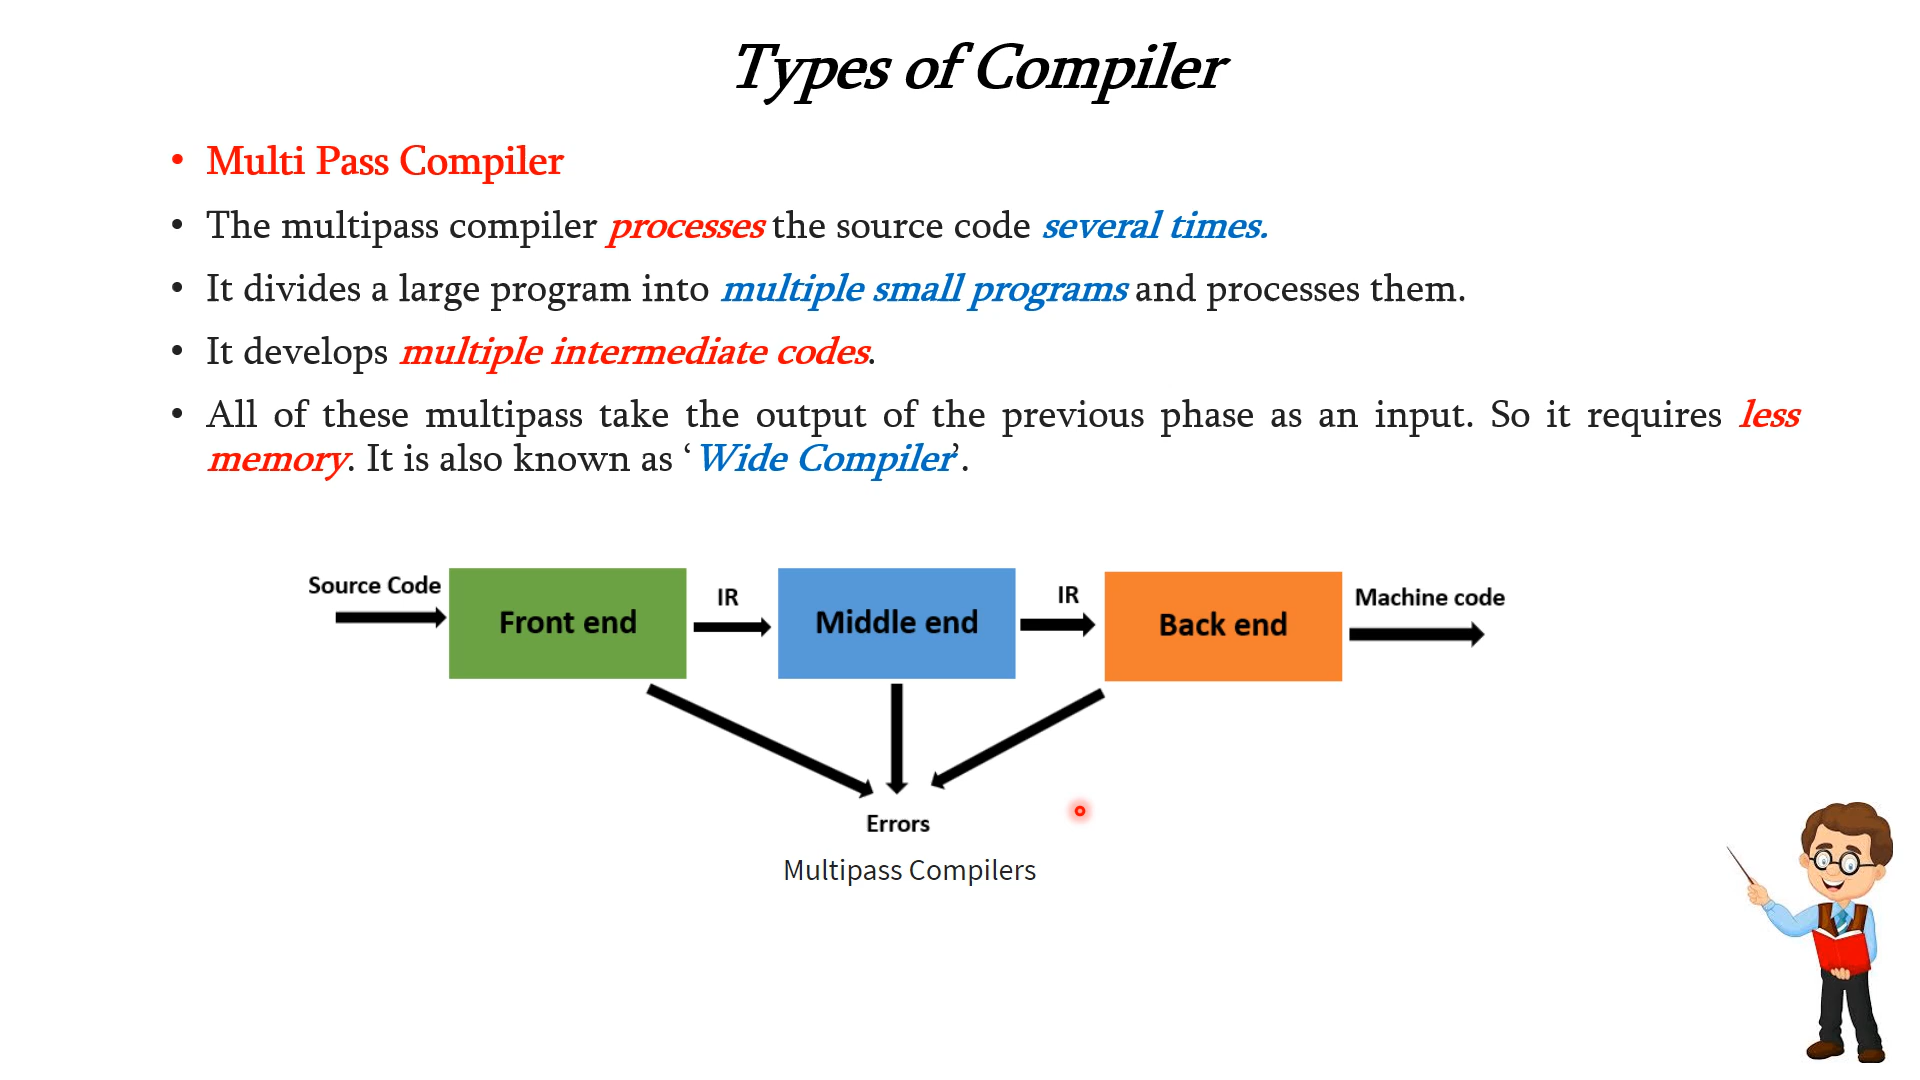 Types of Compiler
• Multi Pass Compiler
• The multipass compiler processes the source code several times.
• It divides a large program into multiple small programs and processes them.
• It develops multiple intermediate codes.
• All of these multipass take the output of the previous phase as an input. So it requires less
memory. It is also known as ‘Wide Compiler’.
Source Code
Front end
IR
Middle end
IR
Back end
Machine code
Errors
Multipass Compilers